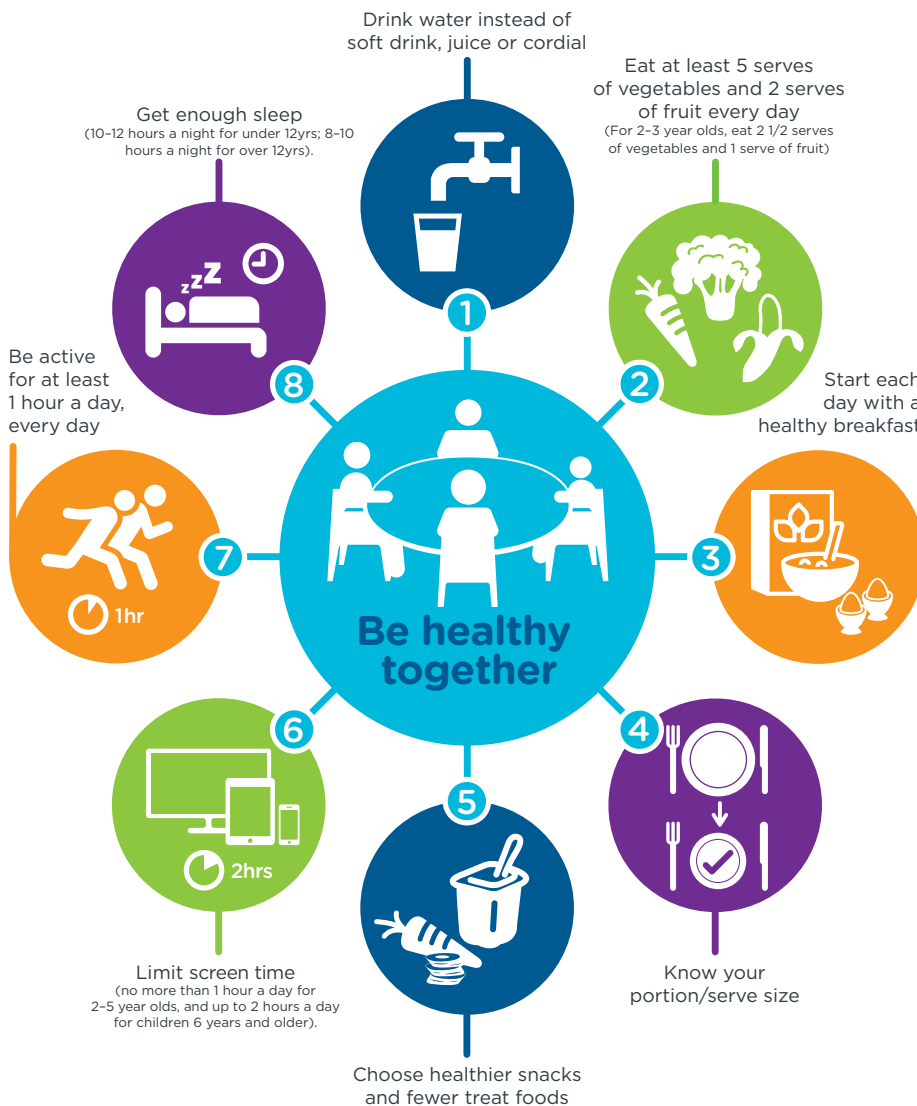 Drink water instead of
soft drink, juice or cordial
1
Eat at least 5 serves
of vegetables and 2 serves
of fruit every day
(For 2–3 year olds, eat 2 1/2 serves
of vegetables and 1 serve of fruit)
2
Start each
day with a
healthy breakfast
3
4
Know your
portion/serve size
5
Choose healthier snacks
and fewer treat foods
6
2hrs
Limit screen time
(no more than 1 hour a day for
2–5 year olds, and up to 2 hours a day
for children 6 years and older).
Be active
for at least
1 hour a day,
every day
7
1hr
Get enough sleep
(10–12 hours a night for under 12yrs; 8–10
hours a night for over 12yrs).
zzz
8
Be healthy
together